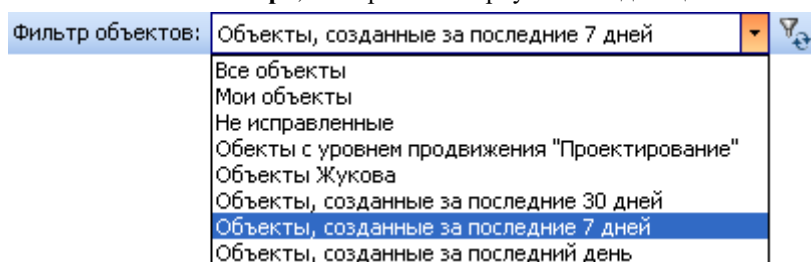 Фильтр объектов: Объекты, созданные за последние 7 дней
Все объекты
Мои объекты
Не исправленные
Обекты с уровнем продвижения "Проектирование"
Объекты Жукова
Объекты, созданные за последние 30 дней
Объекты, созданные за последние 7 дней
Объекты, созданные за последний день